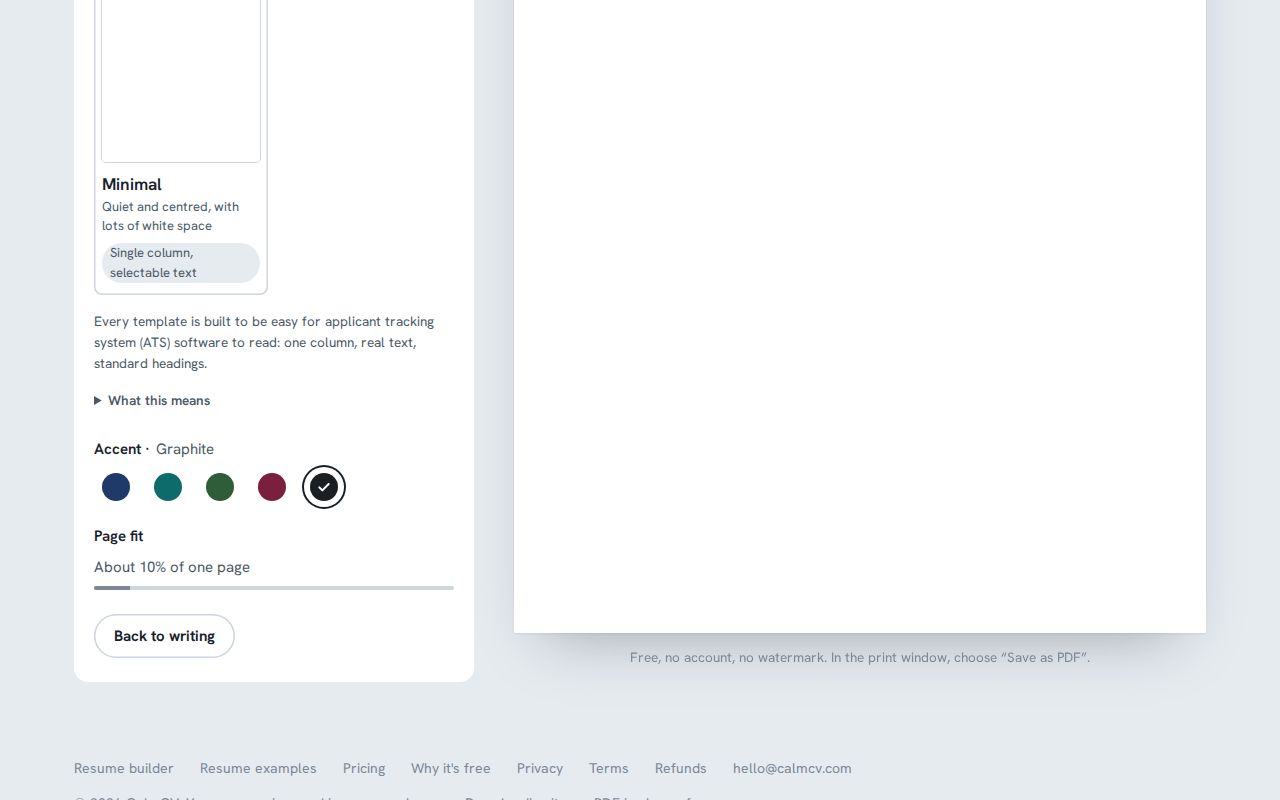 Minimal
Quiet and centred, with
lots of white space
Single column,
selectable text
Every template is built to be easy for applicant tracking
system (ATS) software to read: one column, real text,
standard headings.
What this means
Accent · Graphite
Page fit
About 10% of one page
Back to writing
Free, no account, no watermark. In the print window, choose “Save as PDF”.
Resume builder Resume examples Pricing Why it's free Privacy Terms Refunds hello@calmcv.com